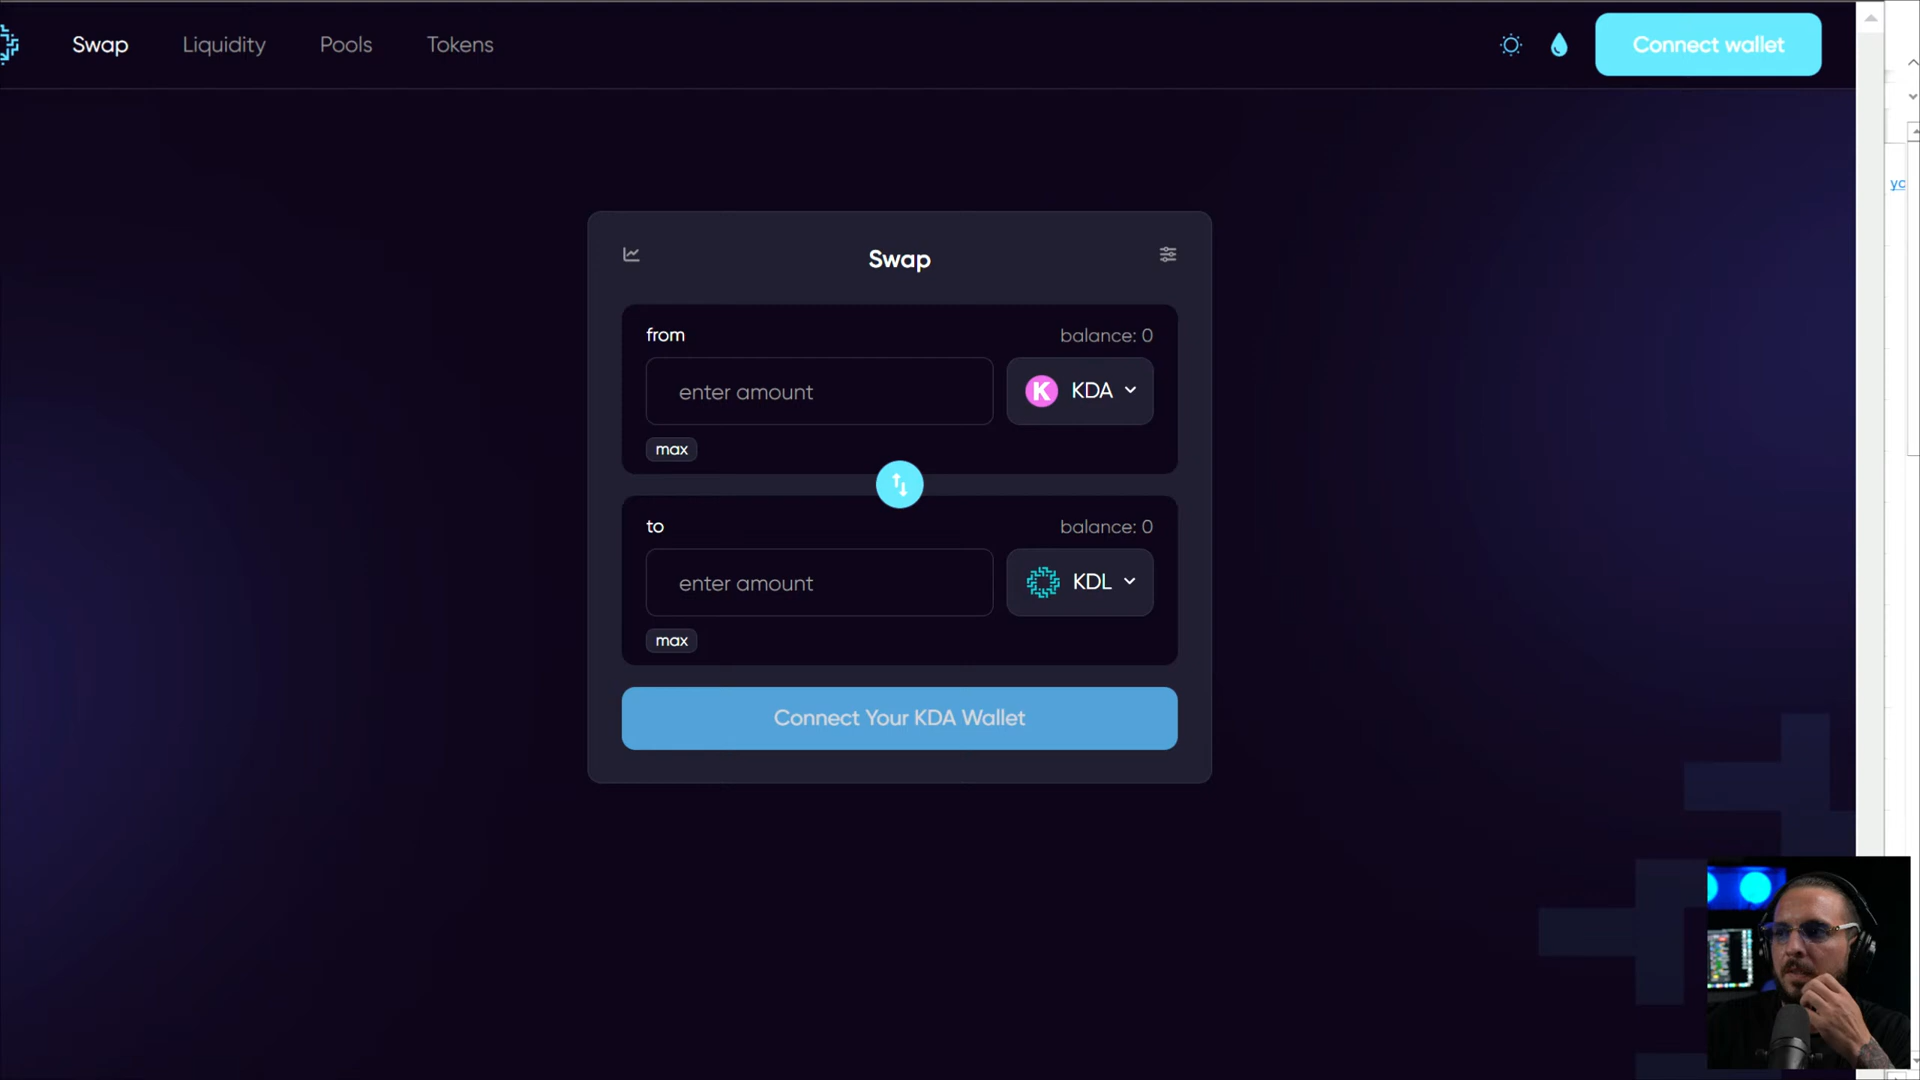 Swap
Liquidity
Pools
Tokens
Connect wallet
Swap
from
balance: 0
enter amount
KDA
max
to
balance: 0
enter amount
KDL
max
Connect Your KDA Wallet